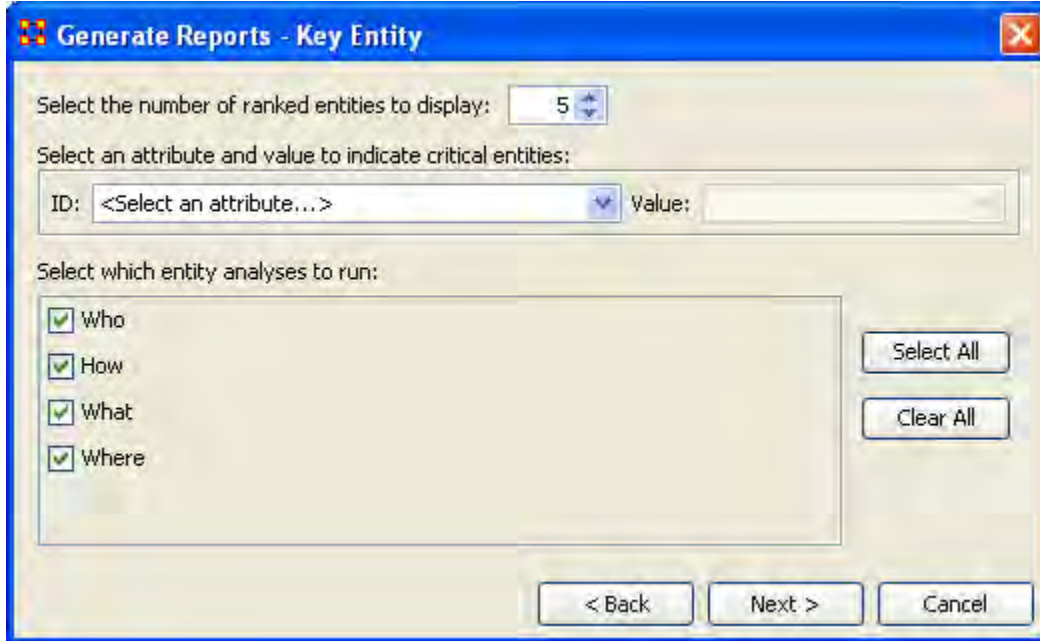 Generate Reports - Key Entity
Select the number of ranked entities to display: 5
Select an attribute and value to indicate critical entities:
ID: <Select an attribute...> Value:
Select which entity analyses to run:
Who
How
What
Where
Select All
Clear All
< Back Next > Cancel